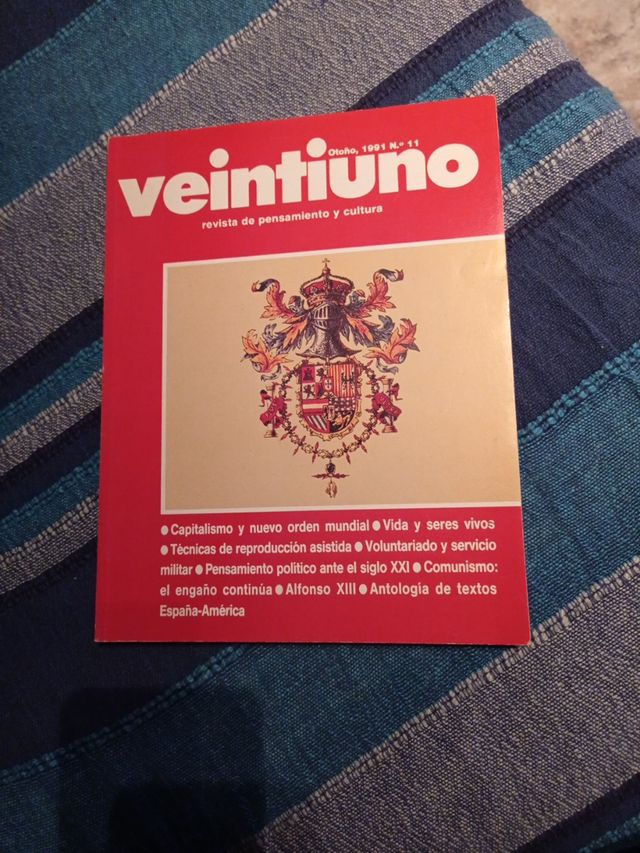 Otoño, 1991 N.º 11
veintiuno
revista de pensamiento y cultura
● Capitalismo y nuevo orden mundial ● Vida y seres vivos
● Técnicas de reproducción asistida ● Voluntariado y servicio
militar ● Pensamiento político ante el siglo XXI ● Comunismo:
el engaño continúa ● Alfonso XIII ● Antología de textos
España-América